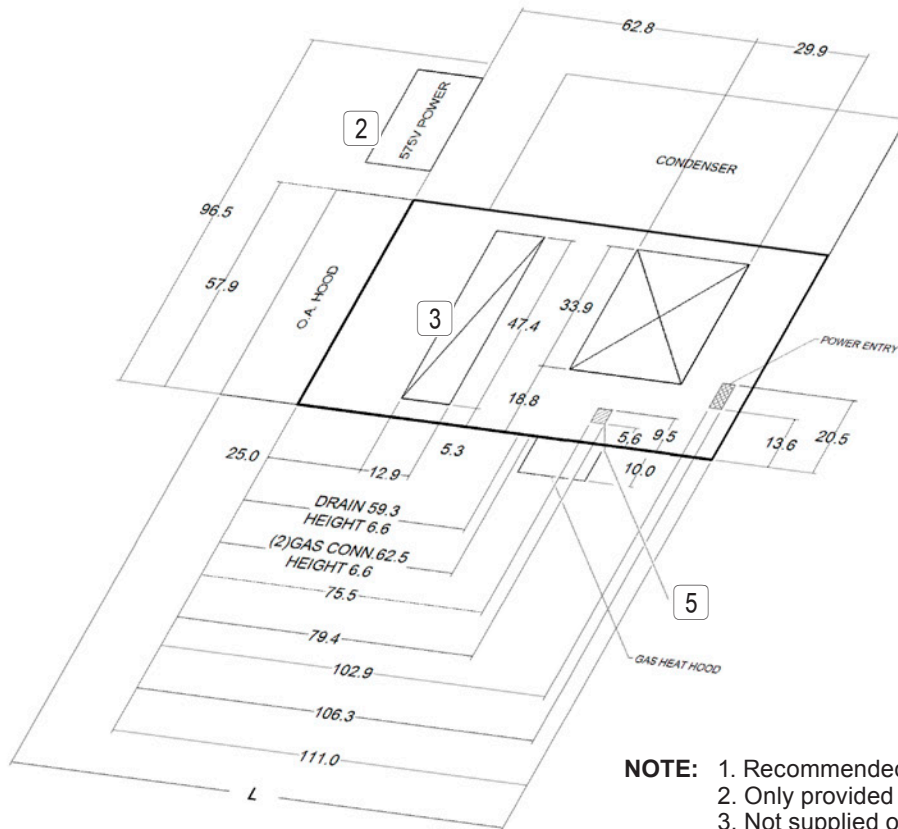 62.8
29.9
2
575V POWER
CONDENSER
96.5
57.9
O.A. HOOD
3
47.4
33.9
POWER ENTRY
18.8
5.3
5.6
9.5
10.0
13.6
20.5
25.0
12.9
DRAIN 59.3
HEIGHT 6.6
(2)GAS CONN.62.5
HEIGHT 6.6
75.5
5
79.4
GAS HEAT HOOD
102.9
106.3
111.0
L
NOTE: 1. Recommended
2. Only provided
3. Not supplied o